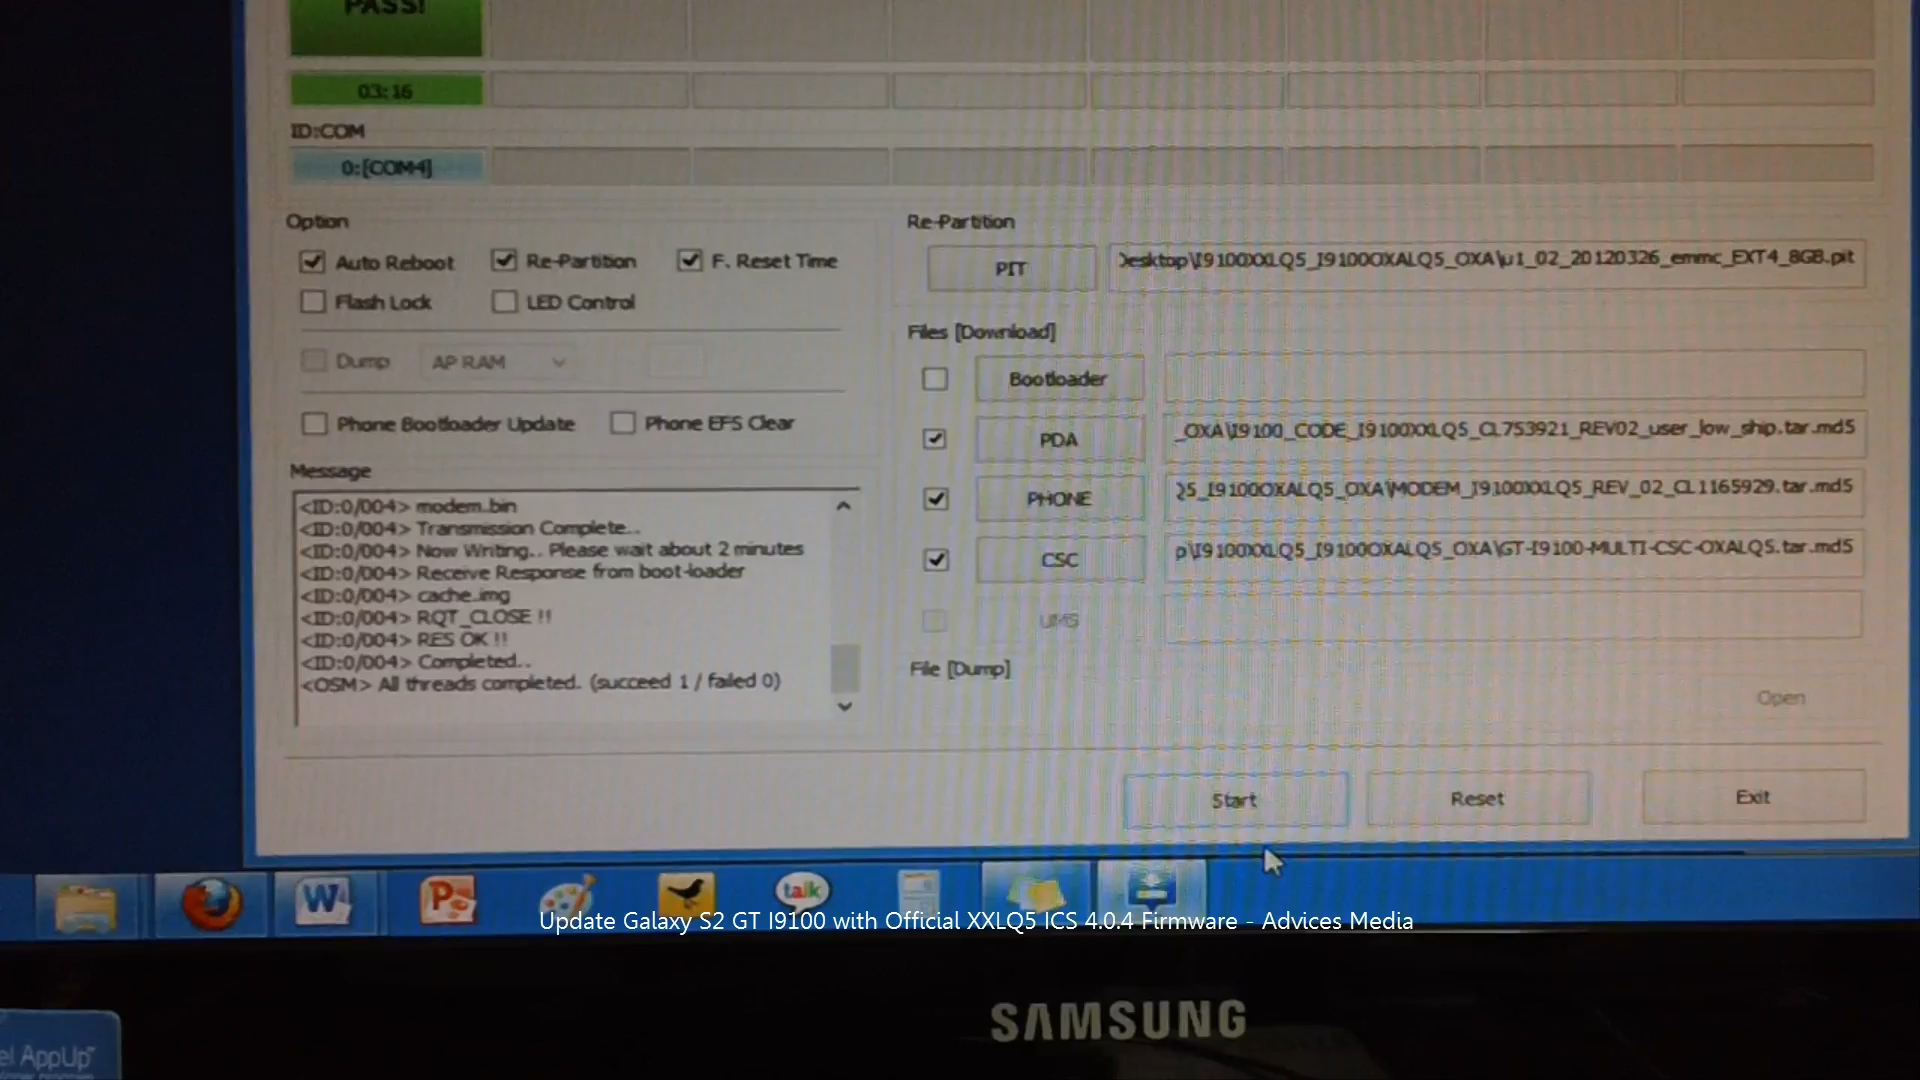 PASS!
03:16
ID:COM
0:[COM4]
Option
Auto Reboot
Re-Partition
F. Reset Time
Flash Lock
LED Control
Dump
AP RAM
Phone Bootloader Update
Phone EFS Clear
Message
<ID:0/004> modem.bin
<ID:0/004> Transmission Complete..
<ID:0/004> Now Writing.. Please wait about 2 minutes
<ID:0/004> Receive Response from boot-loader
<ID:0/004> cache.img
<ID:0/004> RQT_CLOSE !!
<ID:0/004> RES OK !!
<ID:0/004> Completed..
<OSM> All threads completed. (succeed 1 / failed 0)
Re-Partition
PIT
Desktop\I9100XXLQ5_I9100OXALQ5_OXA\u1_02_20120326_emmc_EXT4_8GB.pit
Files [Download]
Bootloader
PDA
_OXA\I9100_CODE_I9100XXLQ5_CL753921_REV02_user_low_ship.tar.md5
PHONE
Q5_I9100OXALQ5_OXA\MODEM_I9100XXLQ5_REV_02_CL1165929.tar.md5
CSC
p\I9100XXLQ5_I9100OXALQ5_OXA\GT-I9100-MULTI-CSC-OXALQ5.tar.md5
UMS
File [Dump]
Open
Start
Reset
Exit
W
P
talk
Update Galaxy S2 GT I9100 with Official XXLQ5 ICS 4.0.4 Firmware - Advices Media
SAMSUNG
el AppUp™